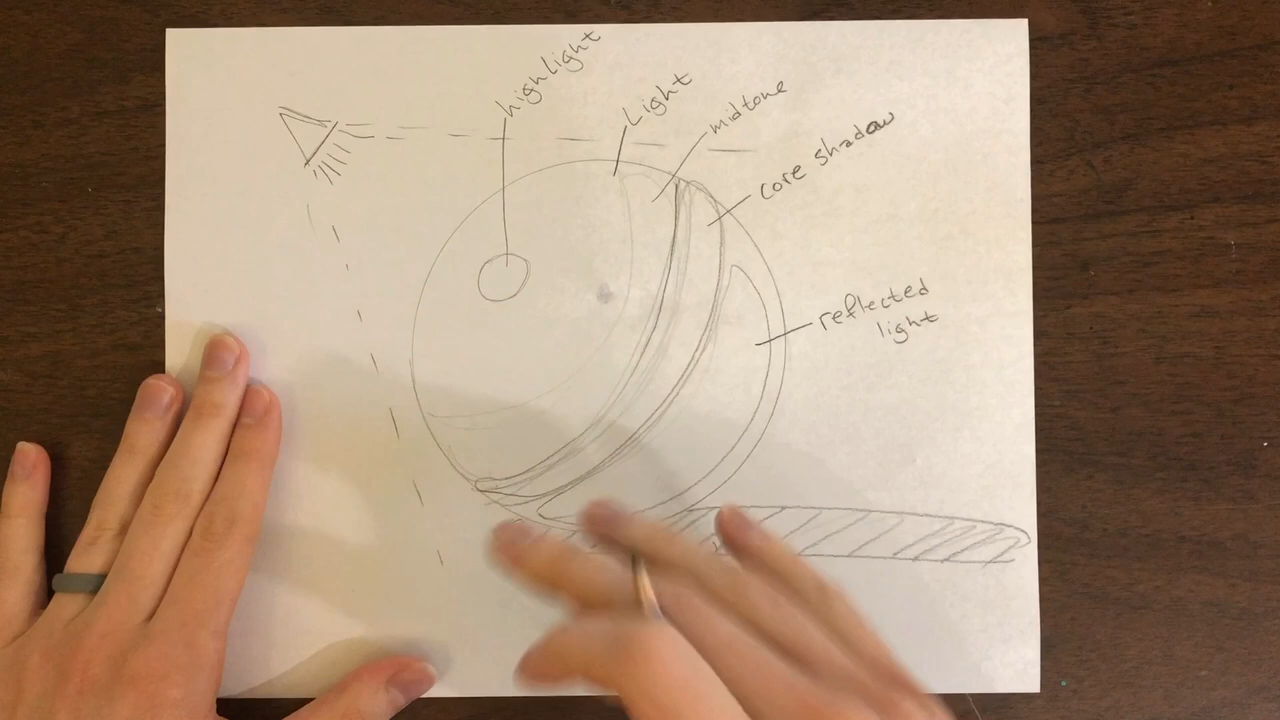 highlight
Light
midtone
core shadow
reflected
light